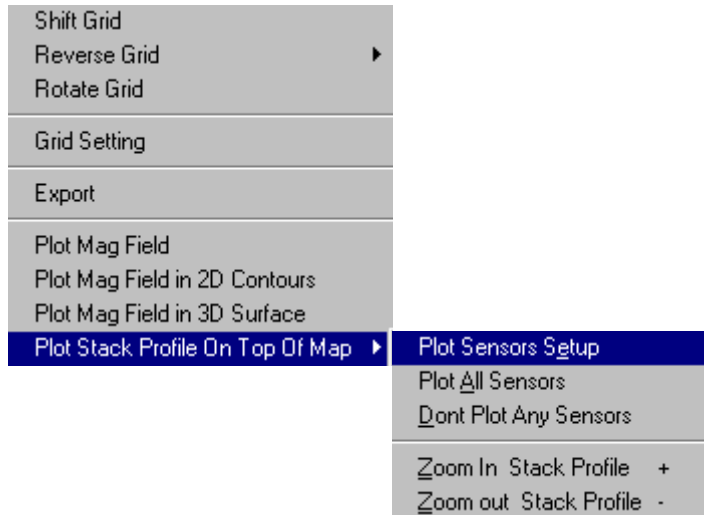 Shift Grid
Reverse Grid
Rotate Grid
Grid Setting
Export
Plot Mag Field
Plot Mag Field in 2D Contours
Plot Mag Field in 3D Surface
Plot Stack Profile On Top Of Map
Plot Sensors Setup
Plot All Sensors
Dont Plot Any Sensors
Zoom In  Stack Profile +
Zoom out  Stack Profile -